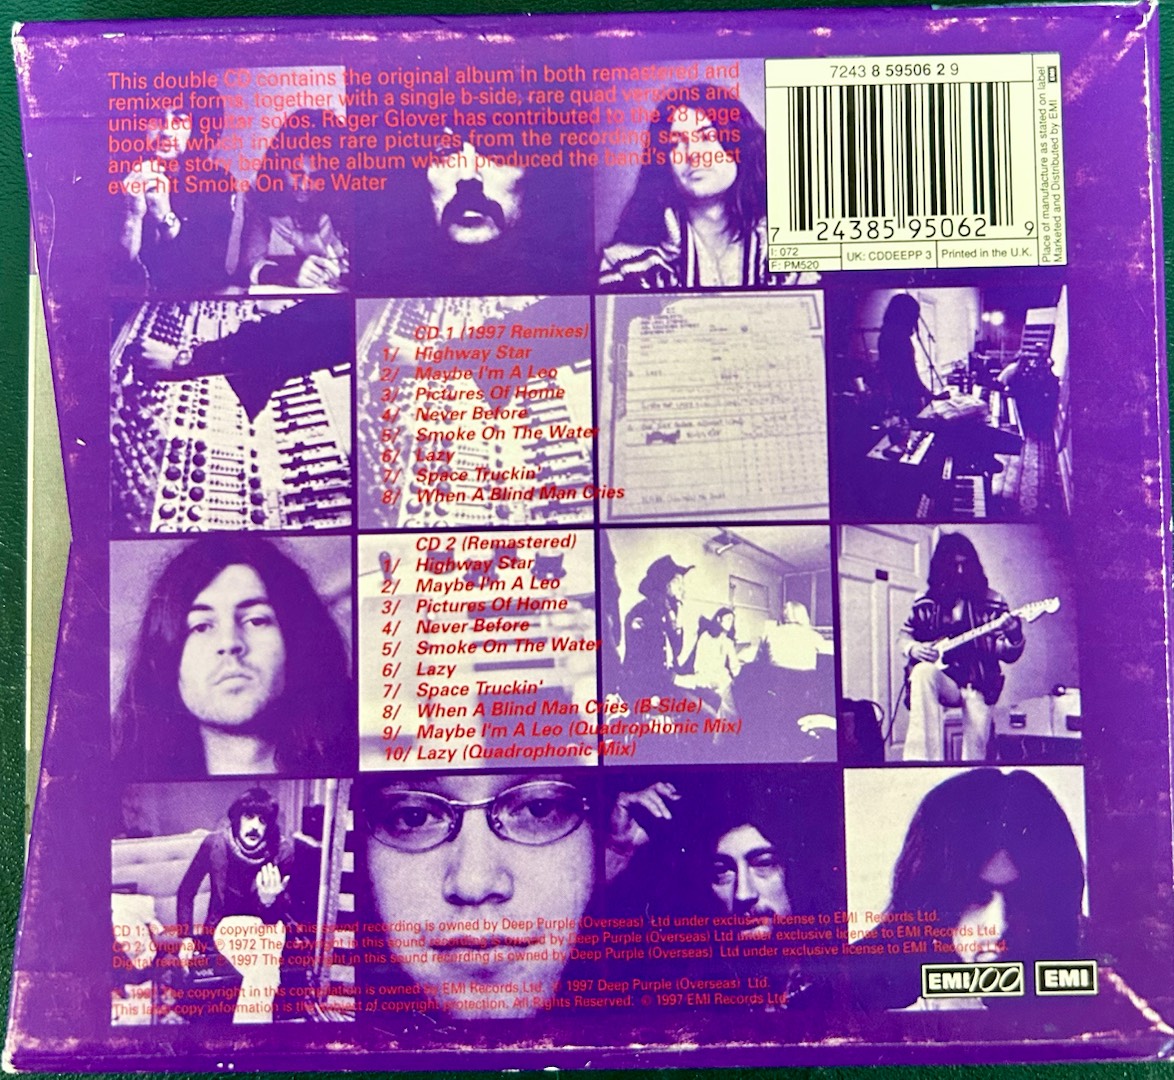 This double CD contains the original album in both remastered and
remixed forms, together with a single b-side, rare quad versions and
unissued guitar solos. Roger Glover has contributed to the 28 page
booklet which includes rare pictures from the recording sessions
and the story behind the album which produced the band's biggest
ever hit Smoke On The Water
7243 8 59506 2 9
7 24385 95062 9
I: 072
F: PM520
UK: CDDEEPP 3
Printed in the U.K.
Place of manufacture as stated on label
Marketed and Distributed by EMI
CD 1 (1997 Remixes)
1/ Highway Star
2/ Maybe I'm A Leo
3/ Pictures Of Home
4/ Never Before
5/ Smoke On The Water
6/ Lazy
7/ Space Truckin'
8/ When A Blind Man Cries
CD 2 (Remastered)
1/ Highway Star
2/ Maybe I'm A Leo
3/ Pictures Of Home
4/ Never Before
5/ Smoke On The Water
6/ Lazy
7/ Space Truckin'
8/ When A Blind Man Cries (B-Side)
9/ Maybe I'm A Leo (Quadrophonic Mix)
10/ Lazy (Quadrophonic Mix)
CD 1: ℗ 1997 The copyright in this sound recording is owned by Deep Purple (Overseas) Ltd under exclusive license to EMI Records Ltd.
CD 2: Originally ℗ 1972 The copyright in this sound recording is owned by Deep Purple (Overseas) Ltd under exclusive license to EMI Records Ltd.
Digital remaster ℗ 1997 The copyright in this sound recording is owned by Deep Purple (Overseas) Ltd under exclusive license to EMI Records Ltd.
℗ 1997 The copyright in this compilation is owned by EMI Records Ltd. © 1997 Deep Purple (Overseas) Ltd.
This label copy information is the subject of copyright protection. All Rights Reserved. © 1997 EMI Records Ltd
EMI 100
EMI
VOX